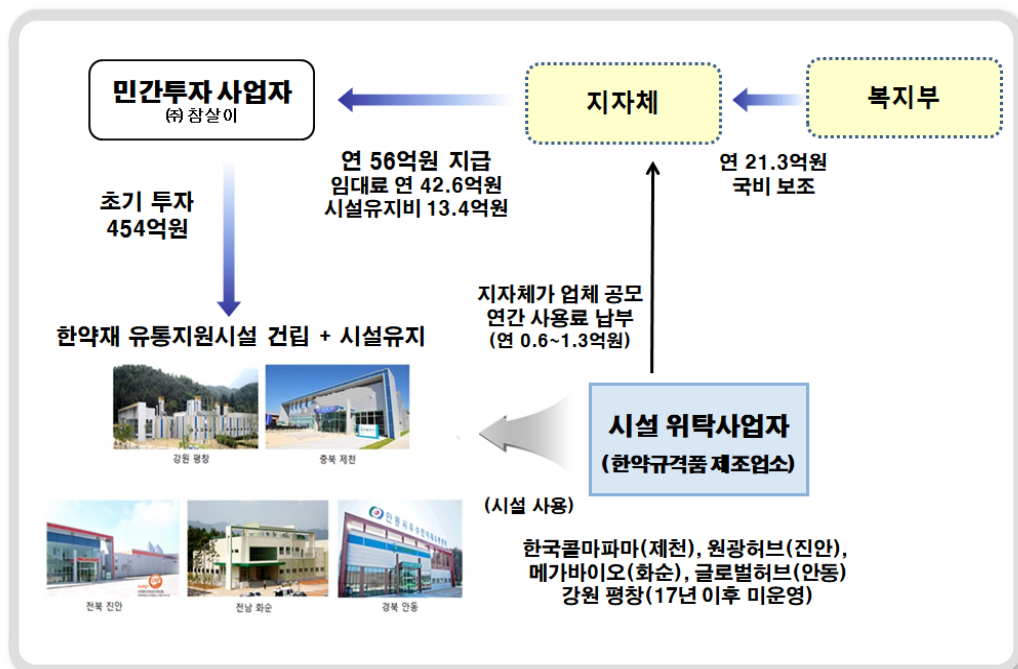 민간투자 사업자
㈜ 참살이
지자체
복지부
연 56억원 지급
임대료 연 42.6억원
시설유지비 13.4억원
연 21.3억원
국비 보조
초기 투자
454억원
지자체가 업체 공모
연간 사용료 납부
(연 0.6~1.3억원)
한약재 유통지원시설 건립 + 시설유지
강원 평창
충북 제천
시설 위탁사업자
(한약규격품 제조업소)
(시설 사용)
전북 진안
전남 화순
경북 안동
한국콜마파마(제천), 원광허브(진안),
메가바이오(화순), 글로벌허브(안동)
강원 평창(17년 이후 미운영)